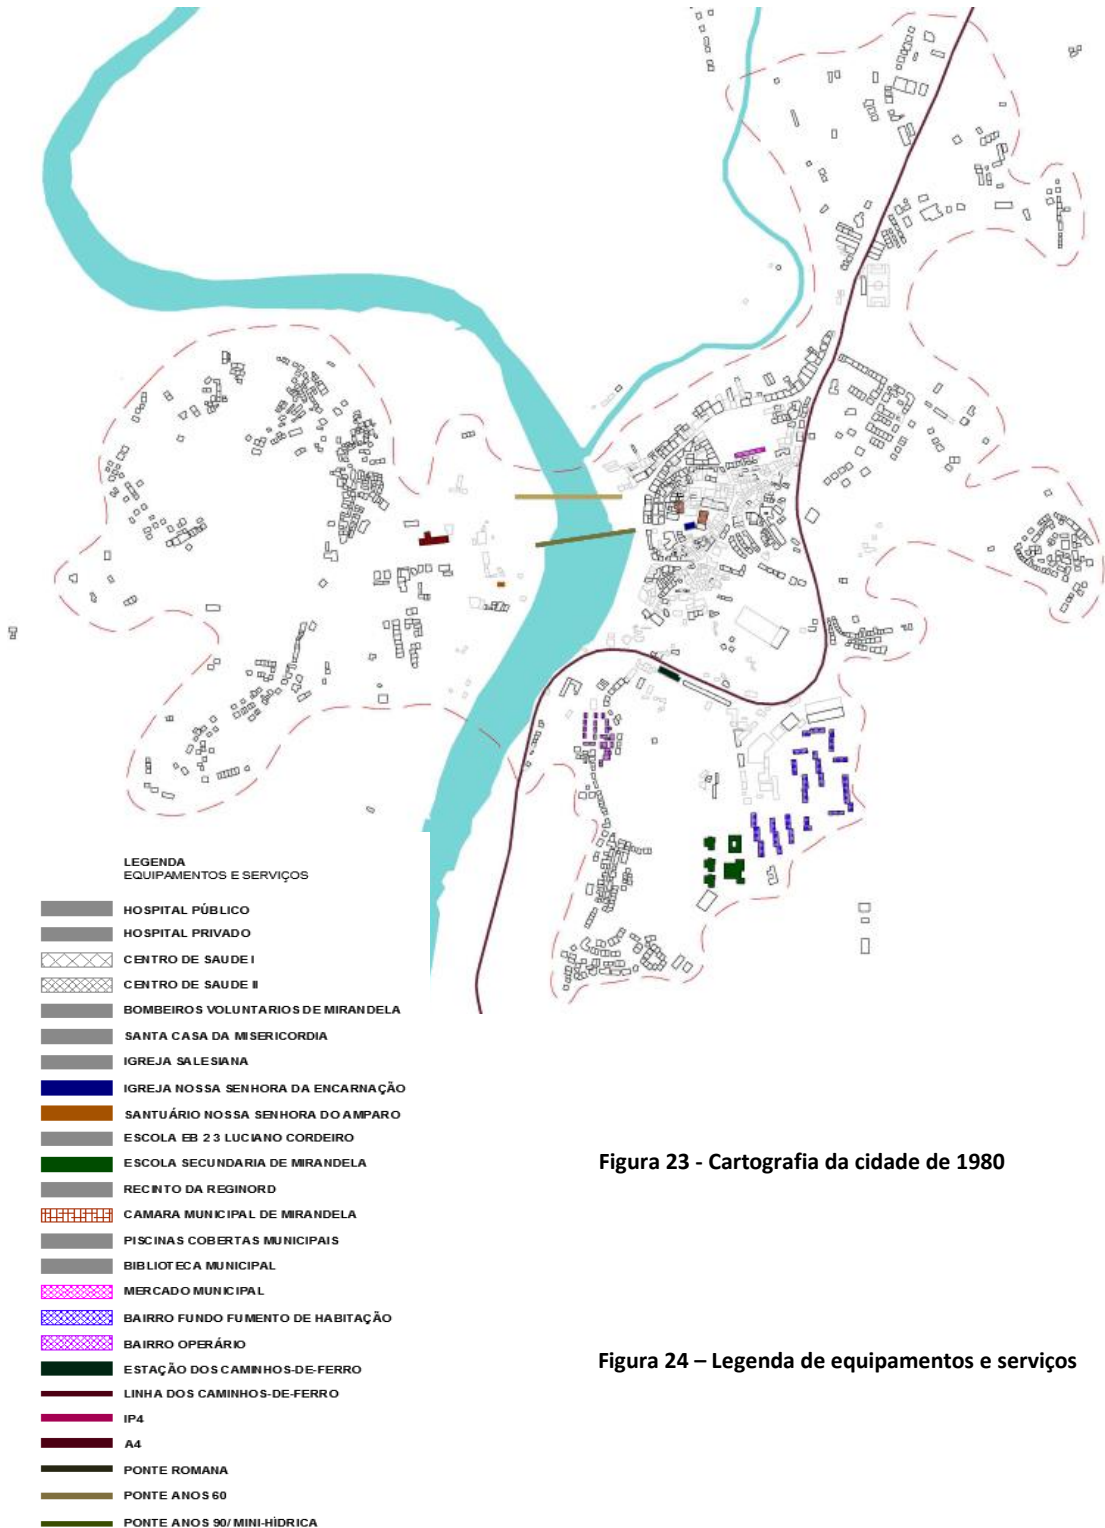 LEGENDA
EQUIPAMENTOS E SERVIÇOS
HOSPITAL PÚBLICO
HOSPITAL PRIVADO
CENTRO DE SAUDE I
CENTRO DE SAUDE II
BOMBEIROS VOLUNTARIOS DE MIRANDELA
SANTA CASA DA MISERICORDIA
IGREJA SALESIANA
IGREJA NOSSA SENHORA DA ENCARNAÇÃO
SANTUÁRIO NOSSA SENHORA DO AMPARO
ESCOLA EB 2 3 LUCIANO CORDEIRO
ESCOLA SECUNDARIA DE MIRANDELA
RECINTO DA REGINORD
CAMARA MUNICIPAL DE MIRANDELA
PISCINAS COBERTAS MUNICIPAIS
BIBLIOTECA MUNICIPAL
MERCADO MUNICIPAL
BAIRRO FUNDO FUMENTO DE HABITAÇÃO
BAIRRO OPERÁRIO
ESTAÇÃO DOS CAMINHOS-DE-FERRO
LINHA DOS CAMINHOS-DE-FERRO
IP4
A4
PONTE ROMANA
PONTE ANOS 60
PONTE ANOS 90/ MINI-HÍDRICA
Figura 23 - Cartografia da cidade de 1980
Figura 24 – Legenda de equipamentos e serviços